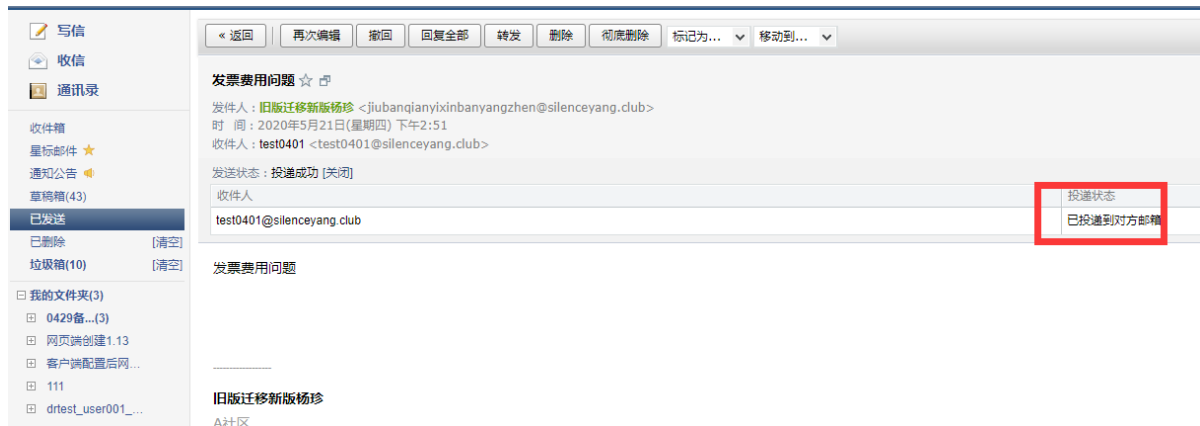 写信
收信
通讯录
收件箱
星标邮件
通知公告
草稿箱(43)
已发送
已删除 [清空]
垃圾箱(10) [清空]
我的文件夹(3)
0429备...(3)
网页端创建1.13
客户端配置后网...
111
drtest_user001_...
« 返回 再次编辑 撤回 回复全部 转发 删除 彻底删除 标记为... 移动到...
发票费用问题
发件人：旧版迁移新版杨珍 <jiubanqianyixinbanyangzhen@silenceyang.club>
时 间：2020年5月21日(星期四) 下午2:51
收件人：test0401 <test0401@silenceyang.club>
发送状态：投递成功 [关闭]
收件人 投递状态
test0401@silenceyang.club 已投递到对方邮箱
发票费用问题
旧版迁移新版杨珍
A社区